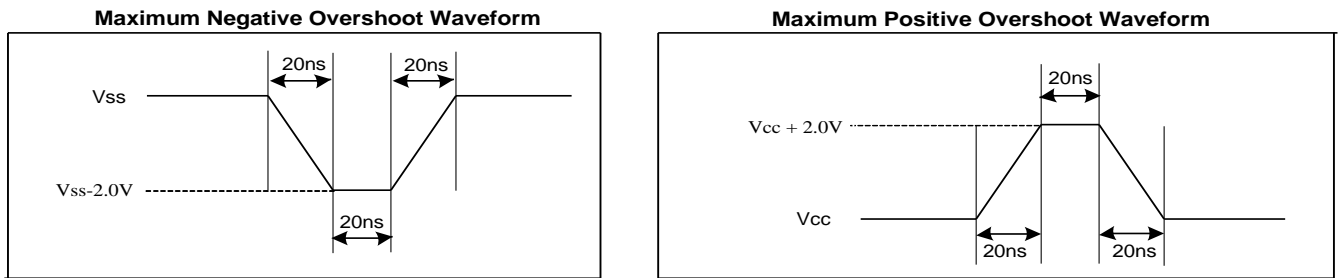 Maximum Negative Overshoot Waveform
20ns
20ns
Vss
Vss-2.0V
20ns
Maximum Positive Overshoot Waveform
20ns
Vcc + 2.0V
Vcc
20ns
20ns